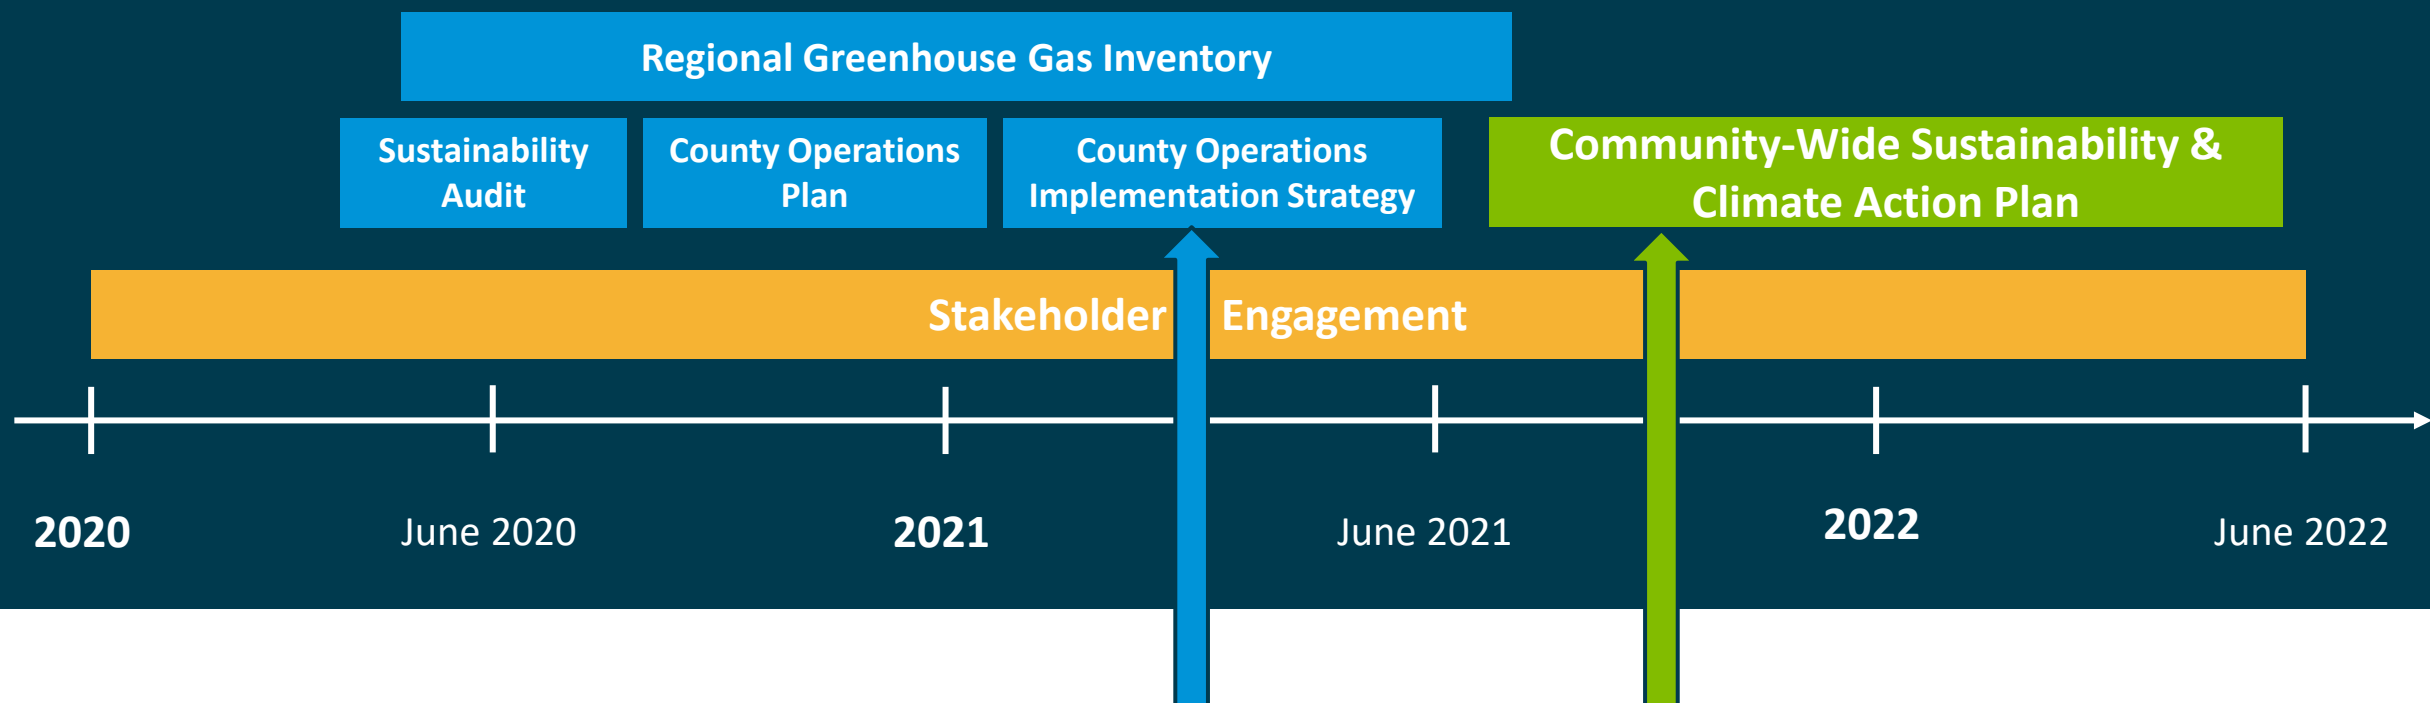 Regional Greenhouse Gas Inventory
Sustainability
Audit
County Operations
Plan
County Operations
Implementation Strategy
Community-Wide Sustainability &
Climate Action Plan
Stakeholder Engagement
2020
June 2020
2021
June 2021
2022
June 2022